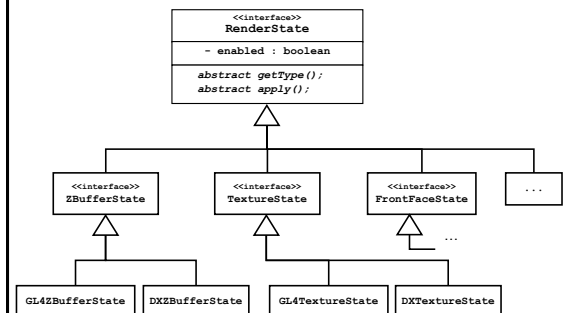 <<interface>>
RenderState
- enabled : boolean
abstract getType();
abstract apply();
<<interface>>
ZBufferState
<<interface>>
TextureState
<<interface>>
FrontFaceState
...
...
GL4ZBufferState
DXZBufferState
GL4TextureState
DXTextureState